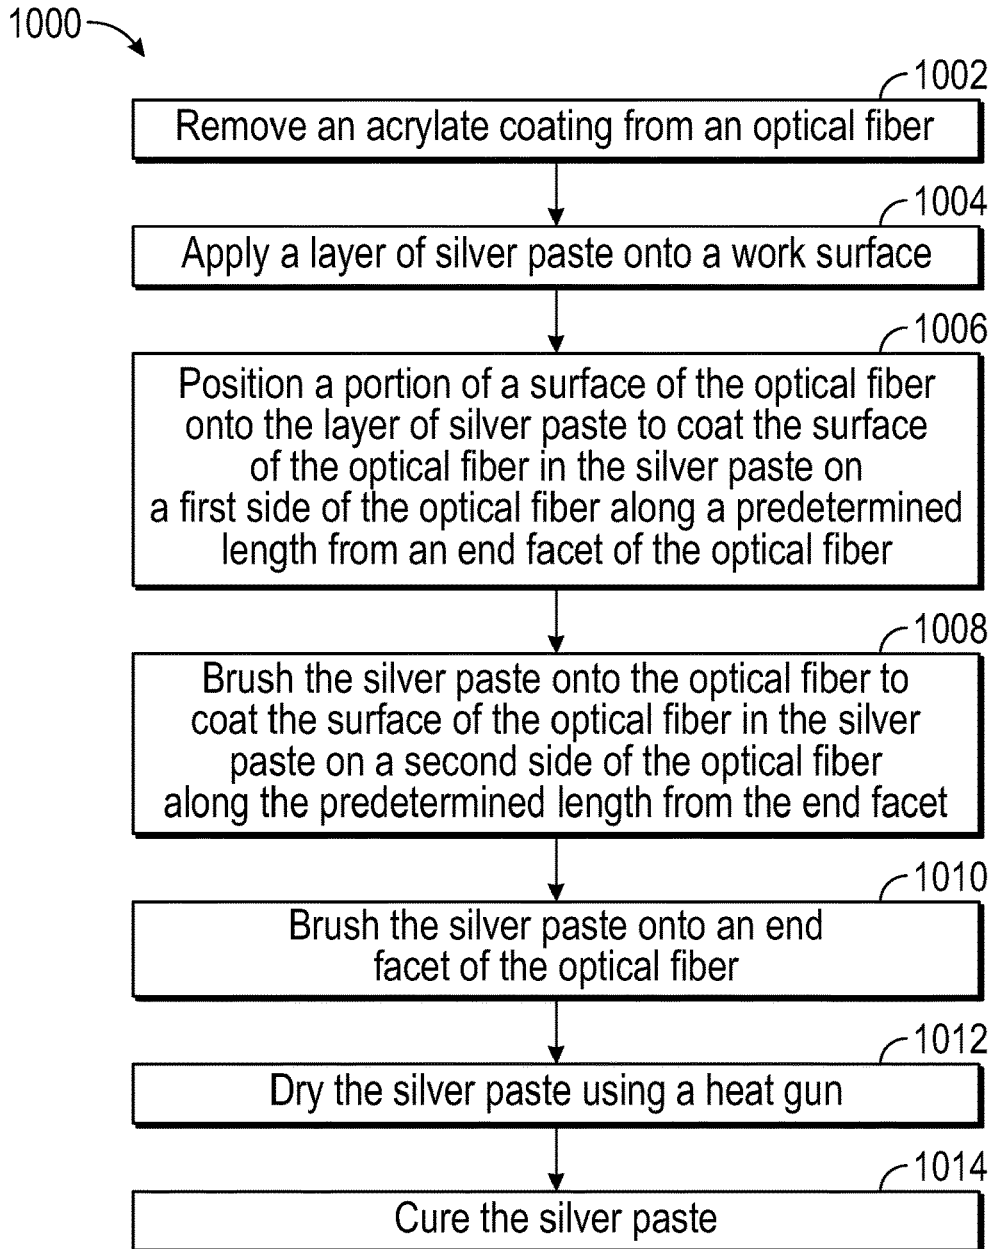 1000
1002
Remove an acrylate coating from an optical fiber
1004
Apply a layer of silver paste onto a work surface
1006
Position a portion of a surface of the optical fiber
onto the layer of silver paste to coat the surface
of the optical fiber in the silver paste on
a first side of the optical fiber along a predetermined
length from an end facet of the optical fiber
1008
Brush the silver paste onto the optical fiber to
coat the surface of the optical fiber in the silver
paste on a second side of the optical fiber
along the predetermined length from the end facet
1010
Brush the silver paste onto an end
facet of the optical fiber
1012
Dry the silver paste using a heat gun
1014
Cure the silver paste